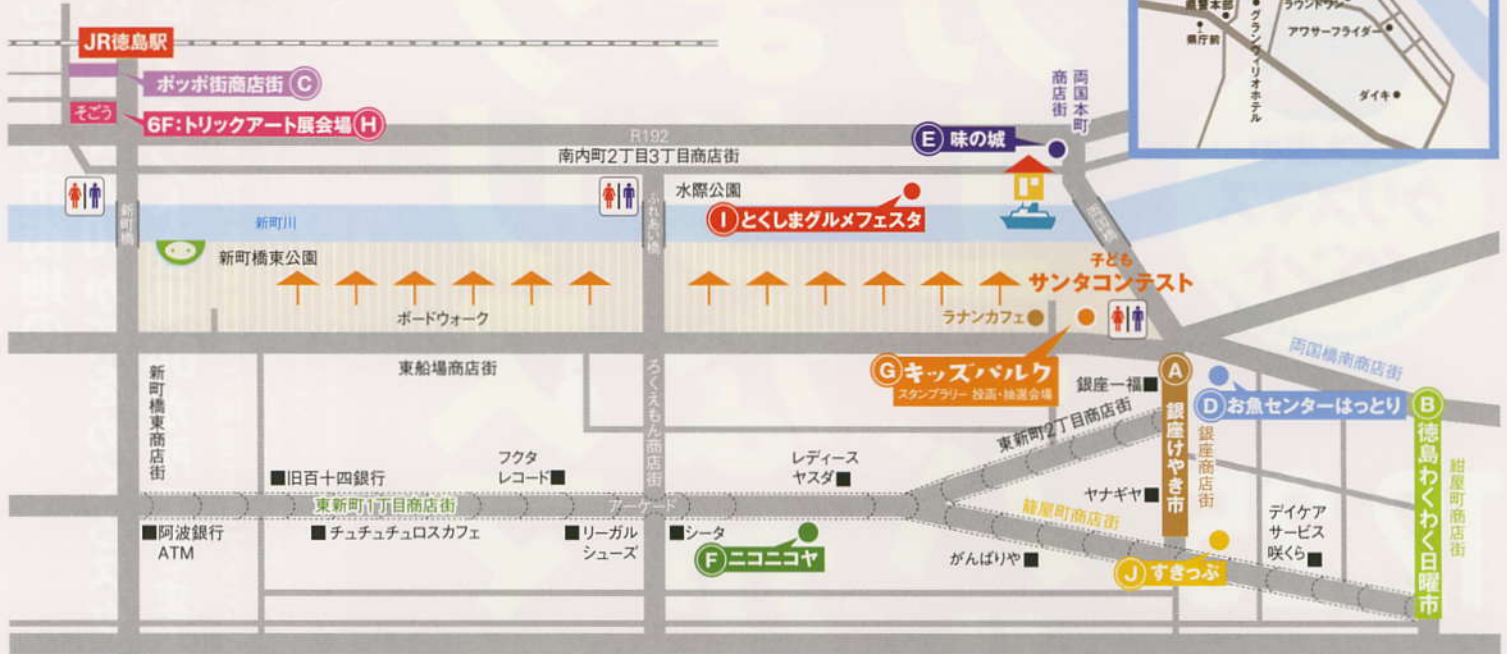 JR徳島駅
ポッポ街商店街 C
そごう
6F:トリックアート展会場 H
R192
南内町2丁目3丁目商店街
E 味の城
両国本町
商店街
県警本部
県庁前
グランヴィリオホテル
ラウンドワン
アワサーフライダー
ダイキ
新町橋
新町川
ふれあい橋
水際公園
I とくしまグルメフェスタ
両国橋
新町橋東公園
ボードウォーク
子ども
サンタコンテスト
ラナンカフェ
G キッズパルク
スタンプラリー 投函・抽選会場
東船場商店街
新町橋東商店街
ろくえもん商店街
銀座一福
A 銀座けやき市
D お魚センターはっとり
両国橋南商店街
B 徳島わくわく日曜市
紺屋町商店街
銀座商店街
東新町2丁目商店街
旧百十四銀行
フクタ
レコード
レディース
ヤスダ
ヤナギヤ
東新町1丁目商店街
アーケード
籠屋町商店街
デイケア
サービス
咲くら
阿波銀行
ATM
チュチュチュロスカフェ
リーガル
シューズ
シータ
F ニコニコヤ
がんばりや
J すきっぷ